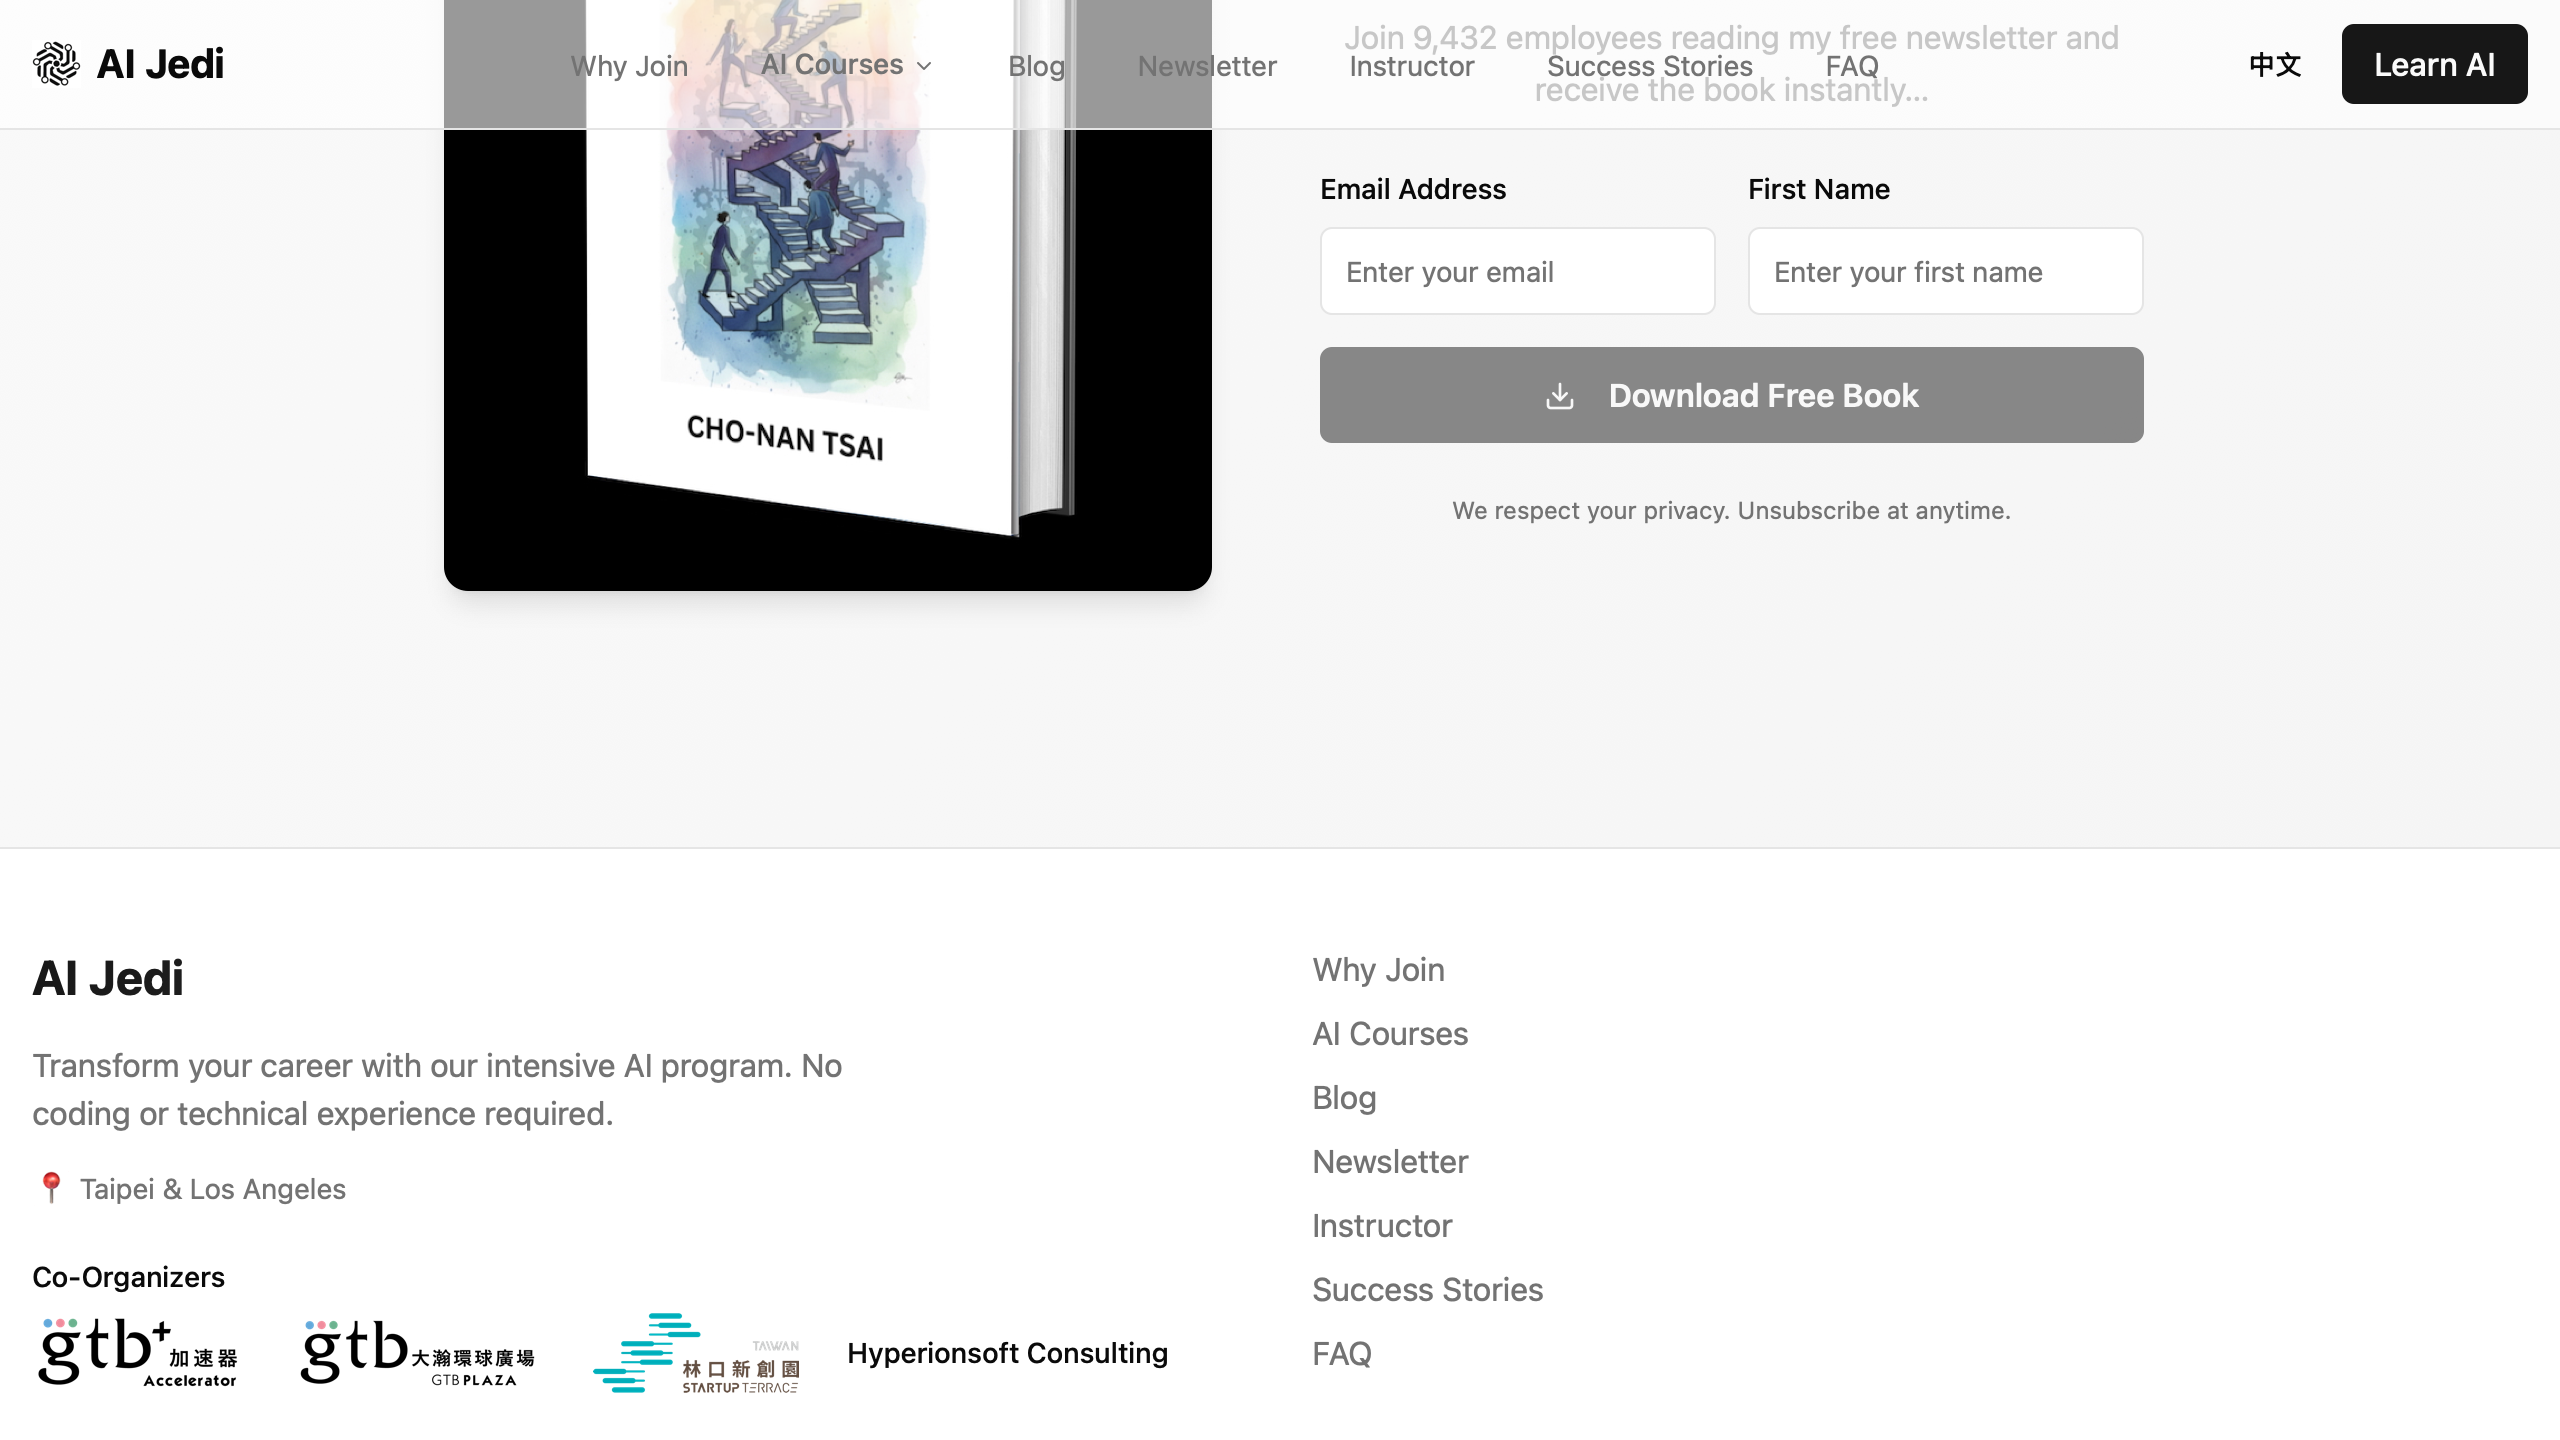 AI Jedi
Why Join
AI Courses
Blog
Newsletter
Instructor
Success Stories
FAQ
中文
Learn AI
Join 9,432 employees reading my free newsletter and
receive the book instantly...
CHO-NAN TSAI
Email Address
First Name
Enter your email
Enter your first name
Download Free Book
We respect your privacy. Unsubscribe at anytime.
AI Jedi
Transform your career with our intensive AI program. No
coding or technical experience required.
📍 Taipei & Los Angeles
Co-Organizers
gtb+ 加速器
Accelerator
gtb 大瀚環球廣場
GTB PLAZA
TAIWAN
林口新創園
STARTUP TERRACE
Hyperionsoft Consulting
Why Join
AI Courses
Blog
Newsletter
Instructor
Success Stories
FAQ